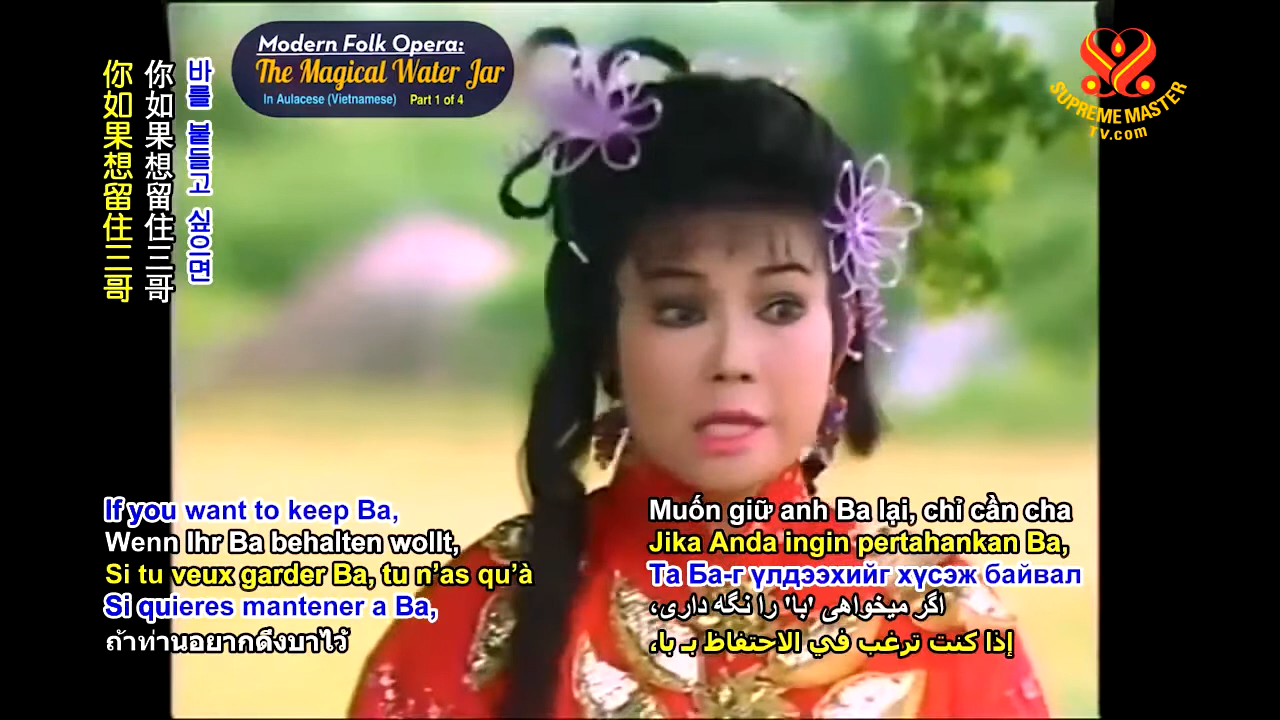 Modern Folk Opera:
The Magical Water Jar
In Aulacese (Vietnamese) Part 1 of 4
SUPREME MASTER
TV.com
你如果想留住三哥
你如果想留住三哥
바를 붙들고 싶으면
If you want to keep Ba,
Wenn Ihr Ba behalten wollt,
Si tu veux garder Ba, tu n'as qu'à
Si quieres mantener a Ba,
ถ้าท่านอยากดึงบาไว้
Muốn giữ anh Ba lại, chỉ cần cha
Jika Anda ingin pertahankan Ba,
Та Ба-г үлдээхийг хүсэж байвал
اگر میخواهی 'با' را نگه داری،
إذا كنت ترغب في الاحتفاظ بـ با،